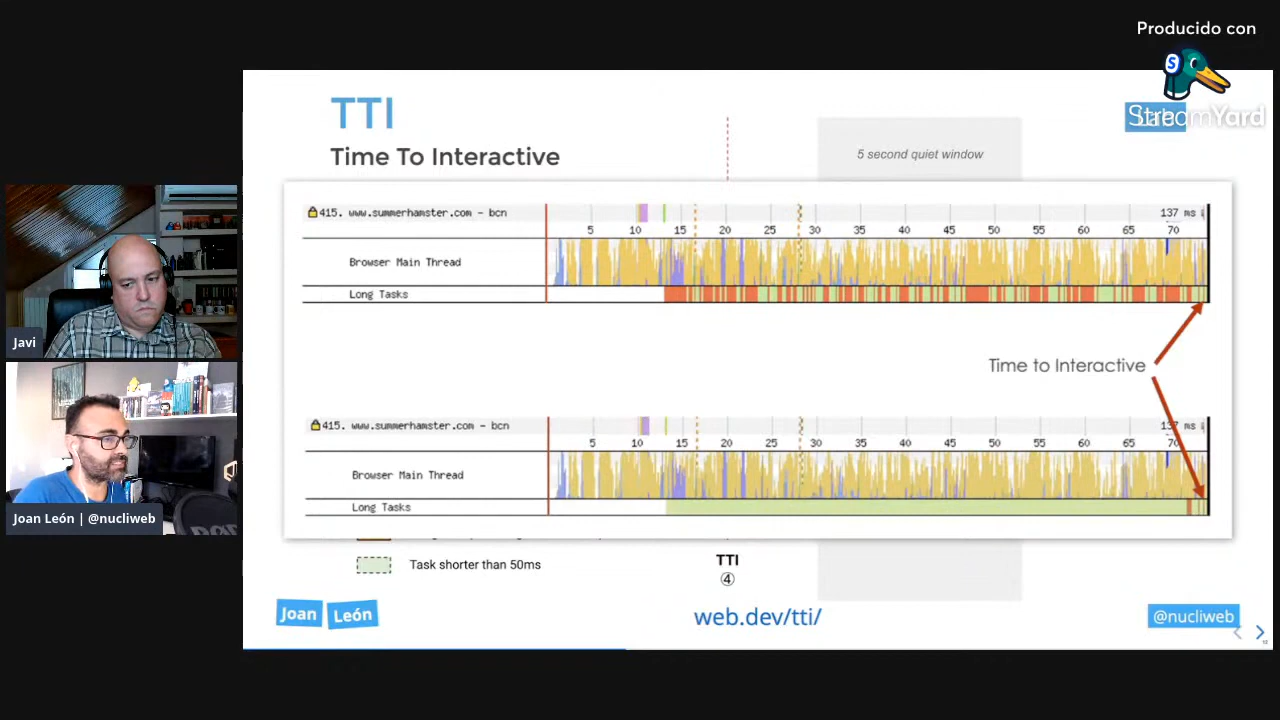 Producido con
StreamYard
TTI
Time To Interactive
5 second quiet window
415. www.summerhamster.com - bcn
137 ms
5 10 15 20 25 30 35 40 45 50 55 60 65 70
Browser Main Thread
Long Tasks
Time to Interactive
415. www.summerhamster.com - bcn
137 ms
5 10 15 20 25 30 35 40 45 50 55 60 65 70
Browser Main Thread
Long Tasks
Task shorter than 50ms
TTI
④
Joan León
web.dev/tti/
@nucliweb
Javi
Joan León | @nucliweb